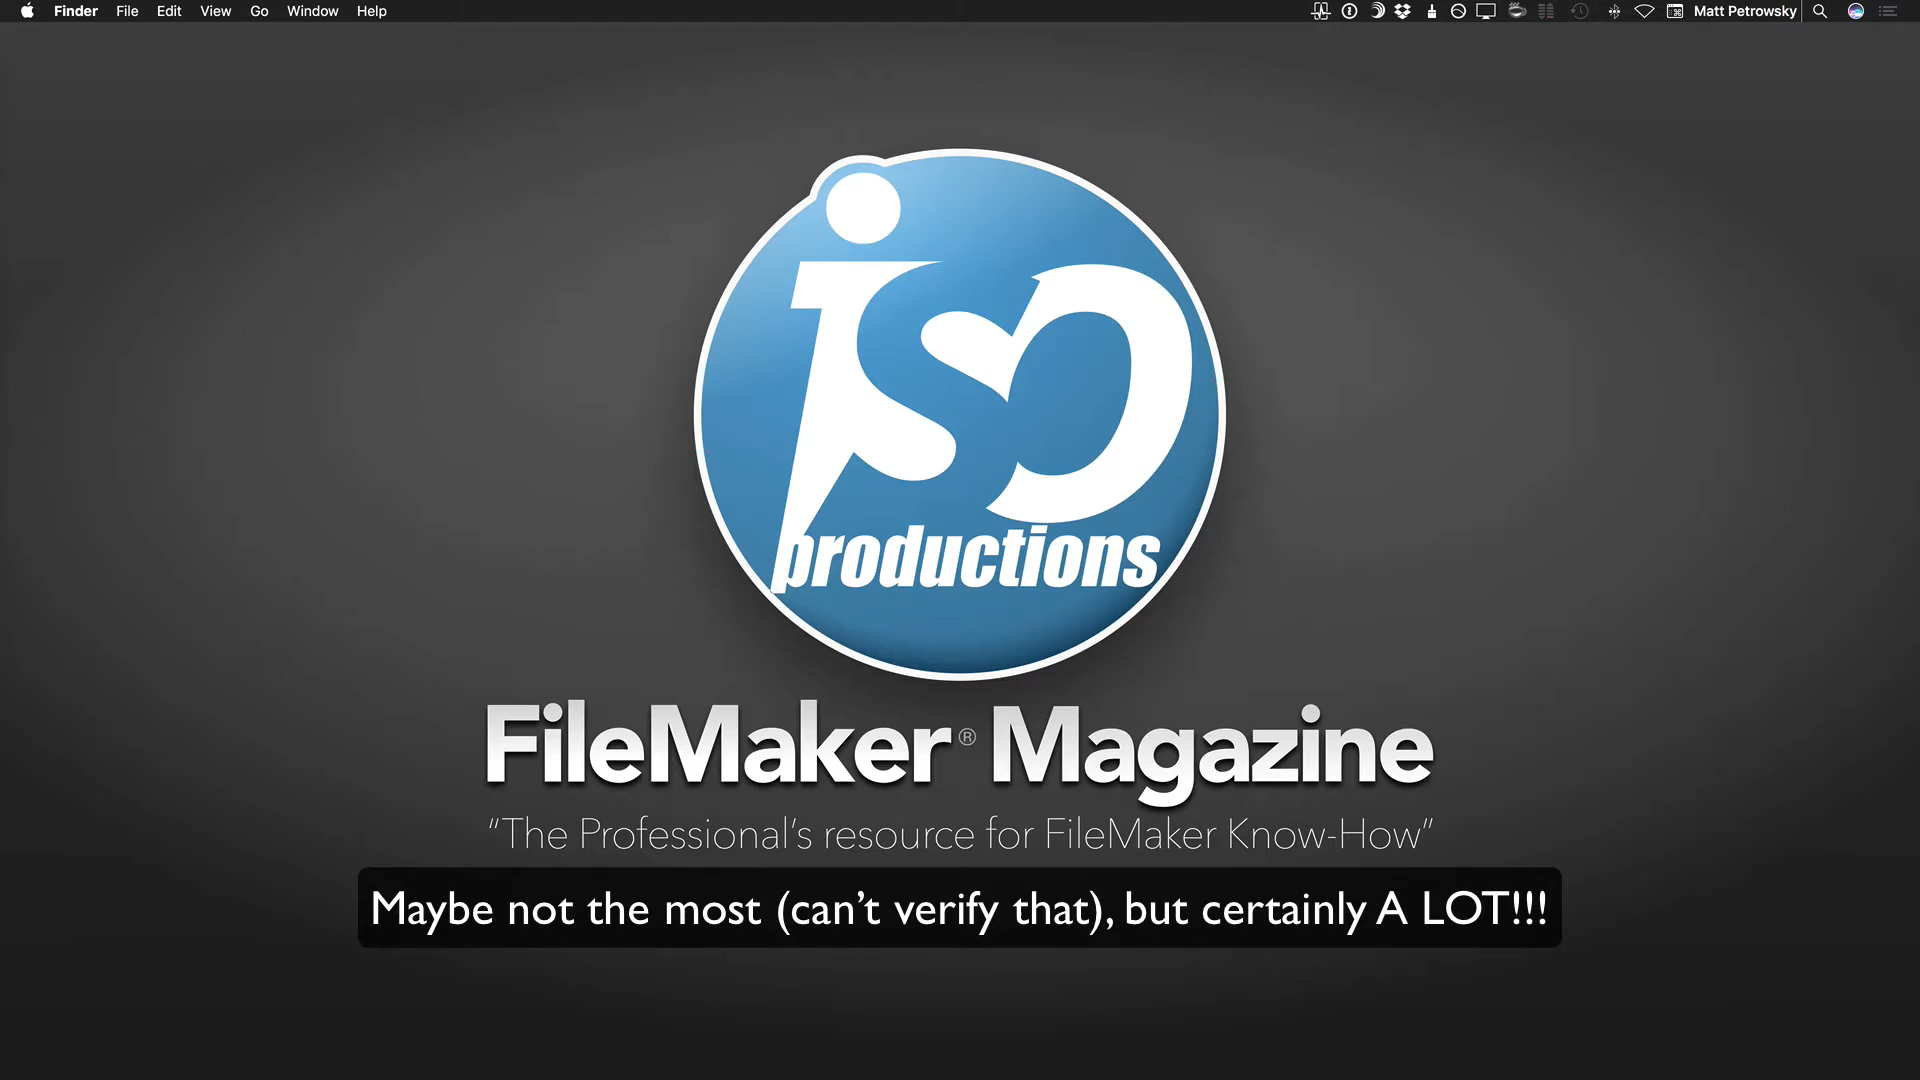 Finder File Edit View Go Window Help Matt Petrowsky
iso
productions
FileMaker® Magazine
“The Professional’s resource for FileMaker Know-How”
Maybe not the most (can’t verify that), but certainly A LOT!!!